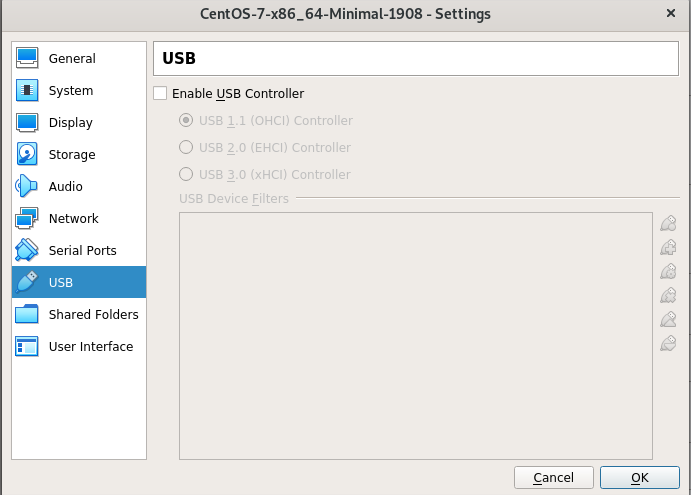 CentOS-7-x86_64-Minimal-1908 - Settings
General
System
Display
Storage
Audio
Network
Serial Ports
USB
Shared Folders
User Interface
USB
Enable USB Controller
USB 1.1 (OHCI) Controller
USB 2.0 (EHCI) Controller
USB 3.0 (xHCI) Controller
USB Device Filters
Cancel
OK